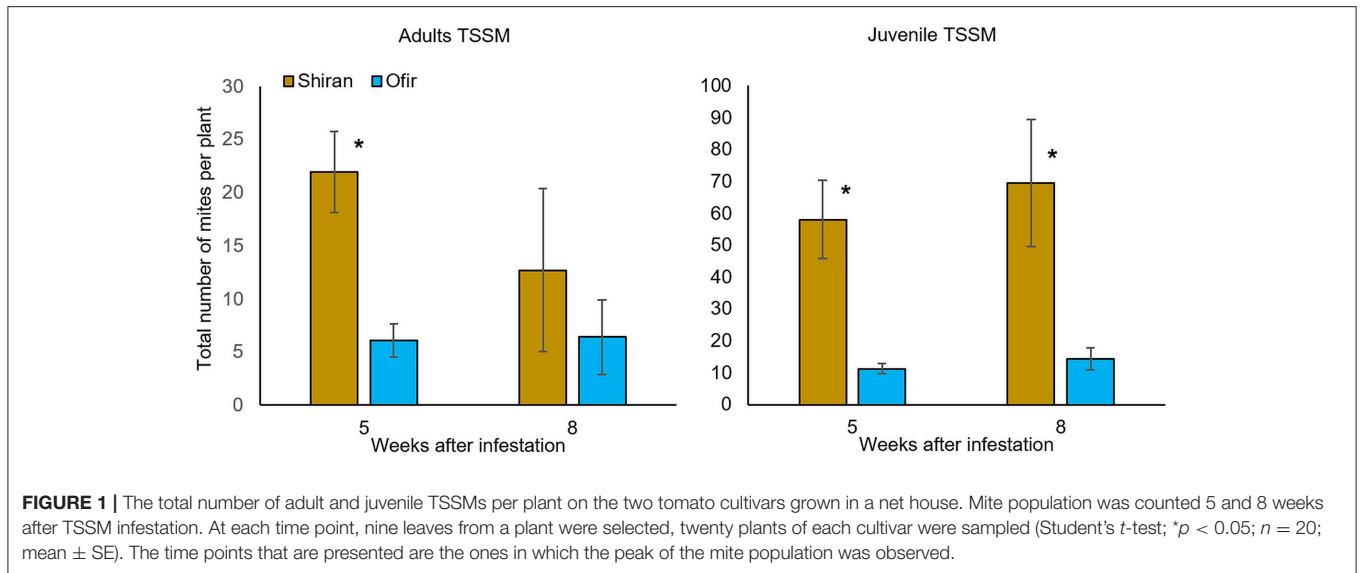 Adults TSSM
Shiran Ofir
Total number of mites per plant
30
25
20
15
10
5
0
5 8
Weeks after infestation
*
Juvenile TSSM
100
90
80
70
60
50
40
30
20
10
0
5 8
Weeks after infestation
*
*
FIGURE 1 | The total number of adult and juvenile TSSMs per plant on the two tomato cultivars grown in a net house. Mite population was counted 5 and 8 weeks
after TSSM infestation. At each time point, nine leaves from a plant were selected, twenty plants of each cultivar were sampled (Student's t-test; *p < 0.05; n = 20;
mean ± SE). The time points that are presented are the ones in which the peak of the mite population was observed.